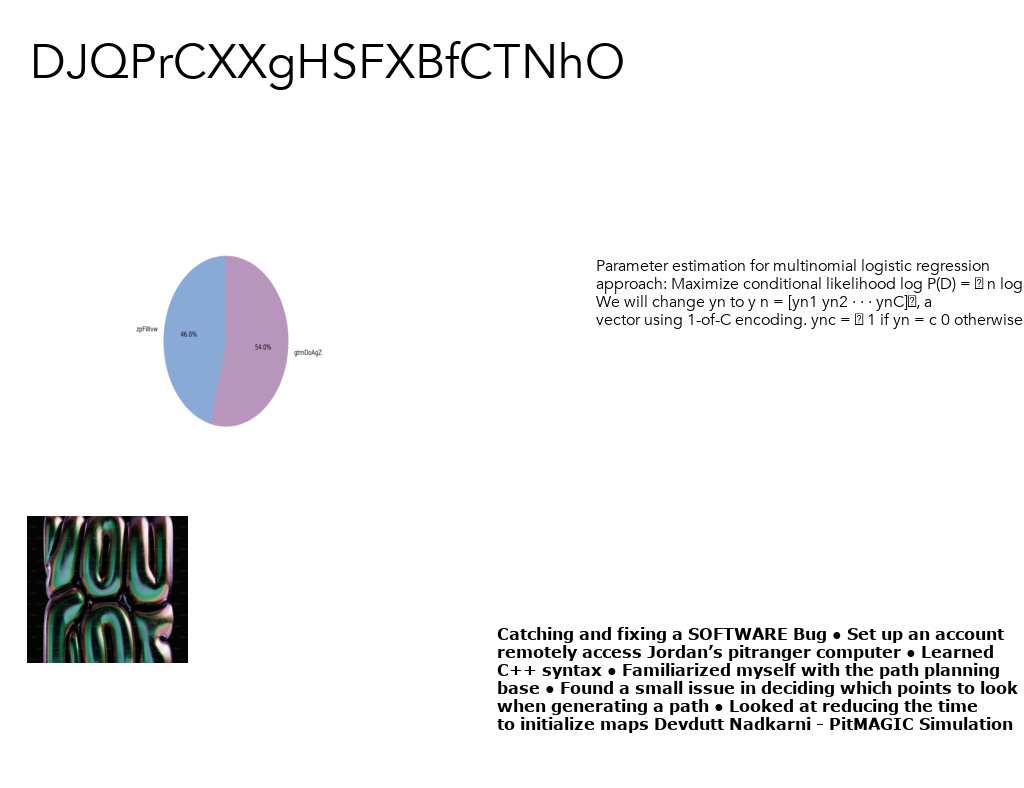 DJQPrCXXgHSFXBfCTNhO
zpFWvw
46.0%
54.0%
gtmDoAgZ
Parameter estimation for multinomial logistic regression
approach: Maximize conditional likelihood log P(D) = n log
We will change yn to y n = [yn1 yn2 · · · ynC], a
vector using 1-of-C encoding. ync = 1 if yn = c 0 otherwise
YOU
Catching and fixing a SOFTWARE Bug ● Set up an account
remotely access Jordan’s pitranger computer ● Learned
C++ syntax ● Familiarized myself with the path planning
base ● Found a small issue in deciding which points to look
when generating a path ● Looked at reducing the time
to initialize maps Devdutt Nadkarni – PitMAGIC Simulation